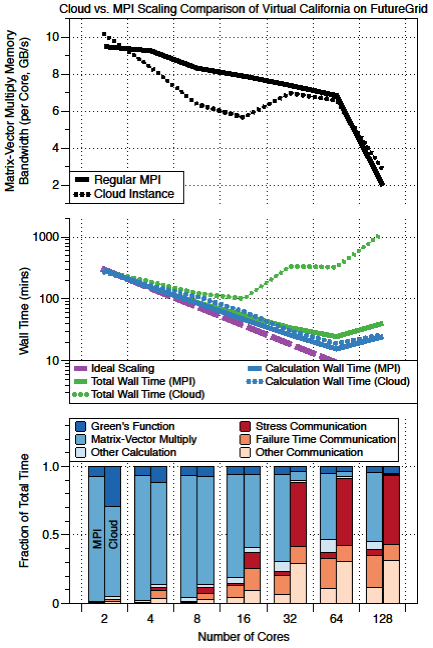 Cloud vs. MPI Scaling Comparison of Virtual California on FutureGrid
Matrix-Vector Multiply Memory
Bandwidth (per Core, GB/s)
10
8
6
4
2
Regular MPI
Cloud Instance
Wall Time (mins)
1000
100
10
Ideal Scaling
Total Wall Time (MPI)
Total Wall Time (Cloud)
Calculation Wall Time (MPI)
Calculation Wall Time (Cloud)
Green's Function
Matrix-Vector Multiply
Other Calculation
Stress Communication
Failure Time Communication
Other Communication
Fraction of Total Time
1.0
0.5
0
MPI
Cloud
2 4 8 16 32 64 128
Number of Cores